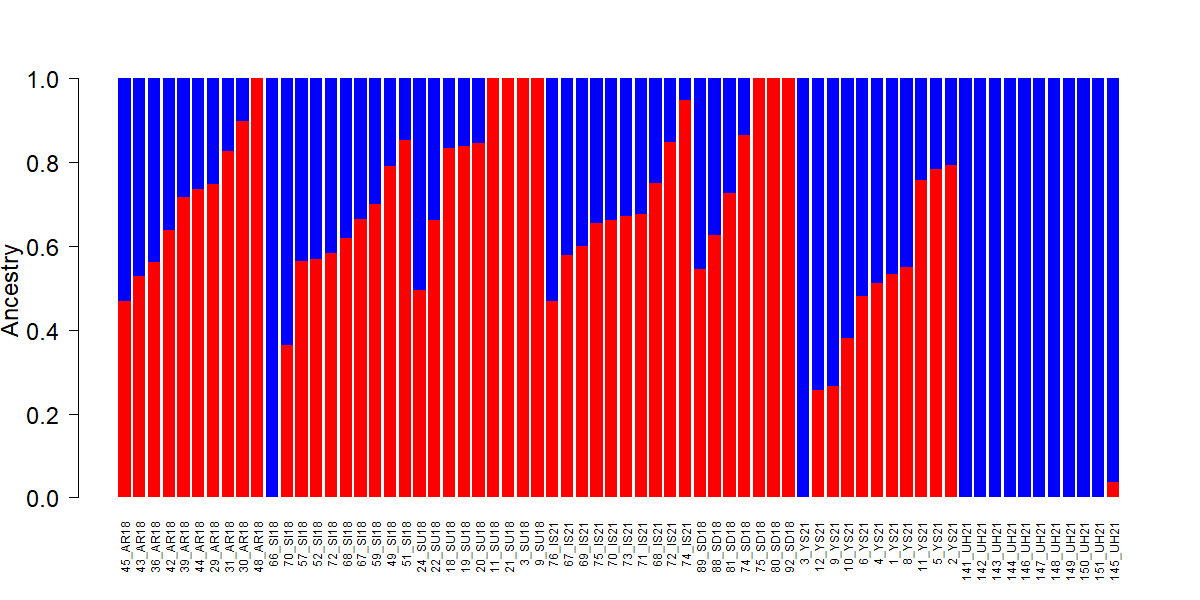 Ancestry
1.0
0.8
0.6
0.4
0.2
0.0
45_AR18
43_AR18
36_AR18
42_AR18
39_AR18
44_AR18
29_AR18
31_AR18
30_AR18
48_AR18
66_SI18
70_SI18
57_SI18
52_SI18
72_SI18
68_SI18
67_SI18
59_SI18
49_SI18
51_SI18
24_SU18
22_SU18
18_SU18
19_SU18
20_SU18
11_SU18
21_SU18
3_SU18
9_SU18
76_IS21
67_IS21
69_IS21
75_IS21
70_IS21
73_IS21
71_IS21
68_IS21
72_IS21
74_IS21
89_SD18
88_SD18
81_SD18
74_SD18
75_SD18
80_SD18
92_SD18
3_YS21
12_YS21
9_YS21
10_YS21
6_YS21
4_YS21
1_YS21
8_YS21
11_YS21
5_YS21
2_YS21
141_UH21
142_UH21
143_UH21
144_UH21
146_UH21
147_UH21
148_UH21
149_UH21
150_UH21
151_UH21
145_UH21